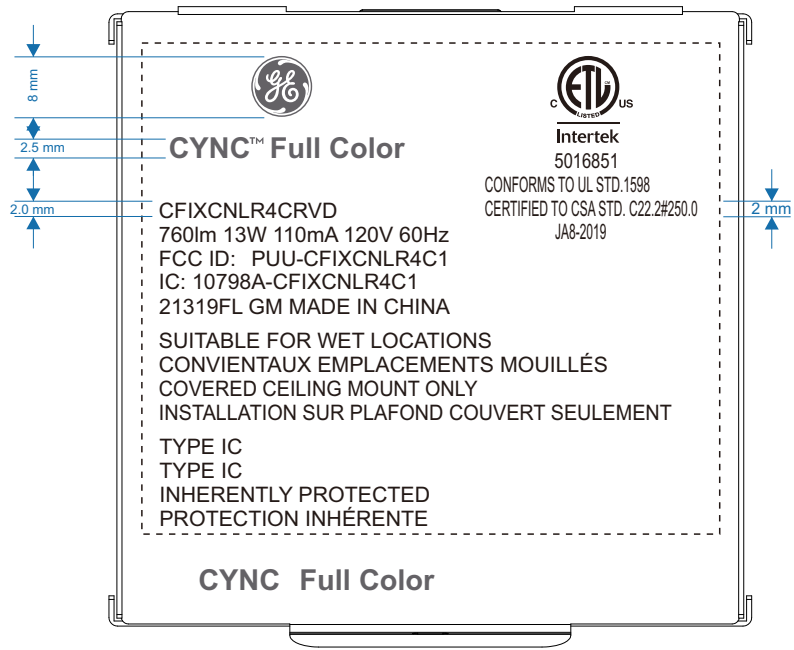 8 mm
2.5 mm
2.0 mm
2 mm
GE
CYNC™ Full Color
C ETL US
LISTED
Intertek
5016851
CONFORMS TO UL STD.1598
CERTIFIED TO CSA STD. C22.2#250.0
JA8-2019
CFIXCNLR4CRVD
760lm 13W 110mA 120V 60Hz
FCC ID: PUU-CFIXCNLR4C1
IC: 10798A-CFIXCNLR4C1
21319FL GM MADE IN CHINA
SUITABLE FOR WET LOCATIONS
CONVIENTAUX EMPLACEMENTS MOUILLÉS
COVERED CEILING MOUNT ONLY
INSTALLATION SUR PLAFOND COUVERT SEULEMENT
TYPE IC
TYPE IC
INHERENTLY PROTECTED
PROTECTION INHÉRENTE
CYNC Full Color